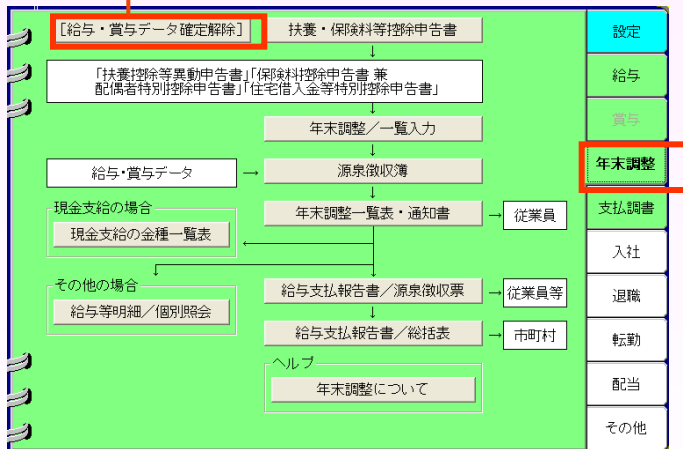 [給与・賞与データ確定解除]
扶養・保険料等控除申告書
「扶養控除等異動申告書」「保険料控除申告書 兼
配偶者特別控除申告書」「住宅借入金等特別控除申告書」
年末調整／一覧入力
給与・賞与データ
→
源泉徴収簿
現金支給の場合
現金支給の金種一覧表
年末調整一覧表・通知書
→
従業員
その他の場合
給与等明細／個別照会
給与支払報告書／源泉徴収票
→
従業員等
給与支払報告書／総括表
→
市町村
ヘルプ
年末調整について
設定
給与
賞与
年末調整
支払調書
入社
退職
転勤
配当
その他